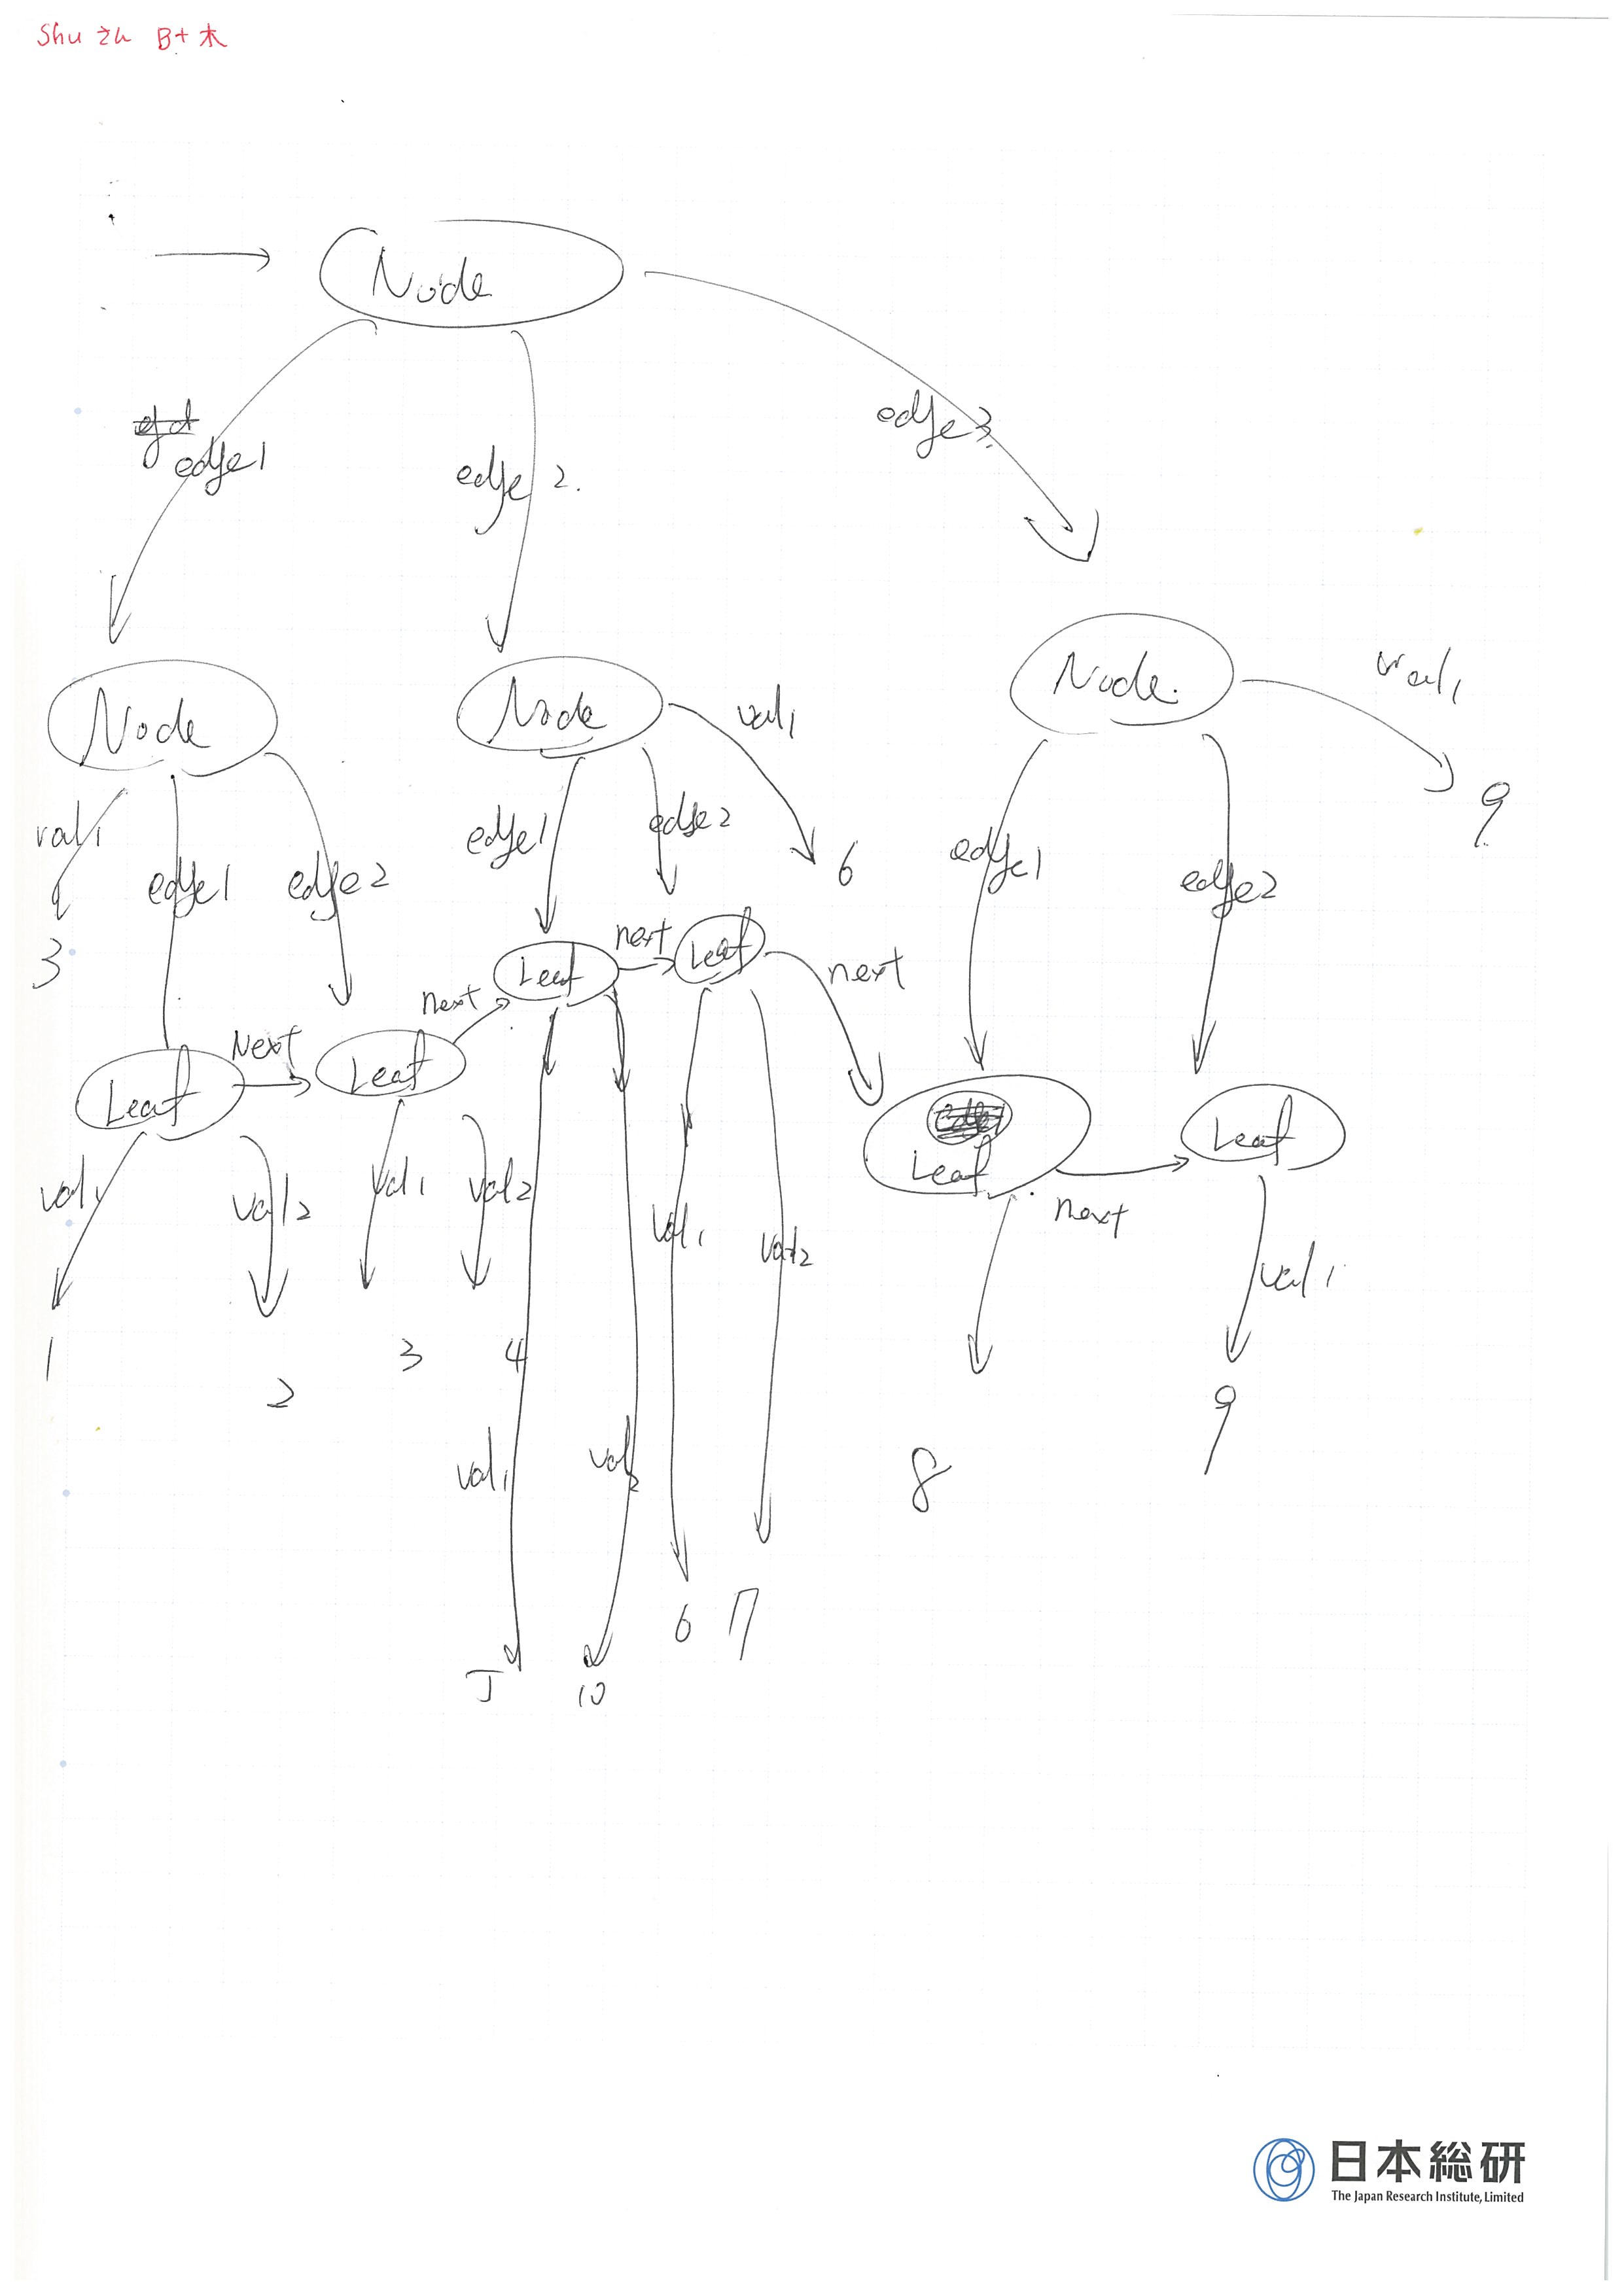 Shuさん B+木
Node
edge1
edge 2.
edge3
Node
Node
Node.
val1
val1
val1
edge1
edge2
edge1
edge2
6
edge1
edge2
9
3
Leaf
next
Leaf
next
next
Next
Leaf
Leaf
Leaf
Leaf
next
val1
val2
val1
val2
val1
val2
val1
1
2
3
4
9
val1
val2
8
6
7
10
日本総研
The Japan Research Institute, Limited